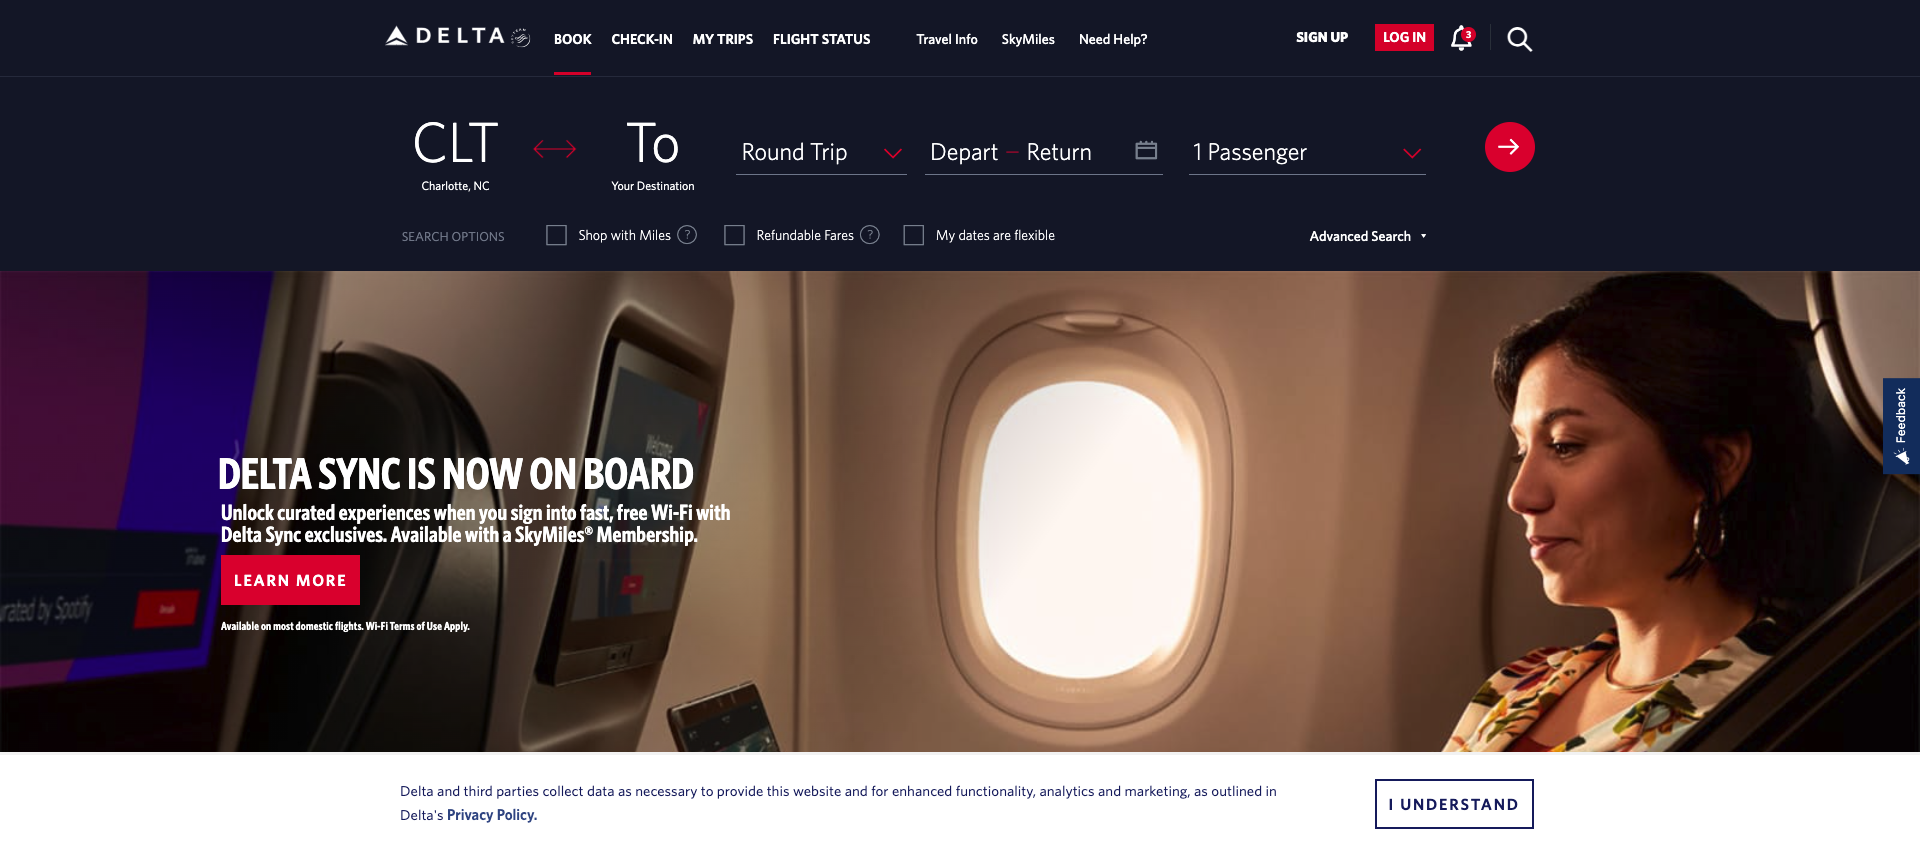 DELTA
BOOK CHECK-IN MY TRIPS FLIGHT STATUS Travel Info SkyMiles Need Help? SIGN UP LOG IN 3
CLT To Round Trip Depart — Return 1 Passenger
Charlotte, NC Your Destination
SEARCH OPTIONS Shop with Miles ? Refundable Fares ? My dates are flexible Advanced Search
Feedback
Welcome
DELTA SYNC IS NOW ON BOARD
Unlock curated experiences when you sign into fast, free Wi-Fi with
Delta Sync exclusives. Available with a SkyMiles® Membership.
LEARN MORE
urated by Spotify
Details
Available on most domestic flights. Wi-Fi Terms of Use Apply.
Delta and third parties collect data as necessary to provide this website and for enhanced functionality, analytics and marketing, as outlined in
Delta's Privacy Policy.
I UNDERSTAND